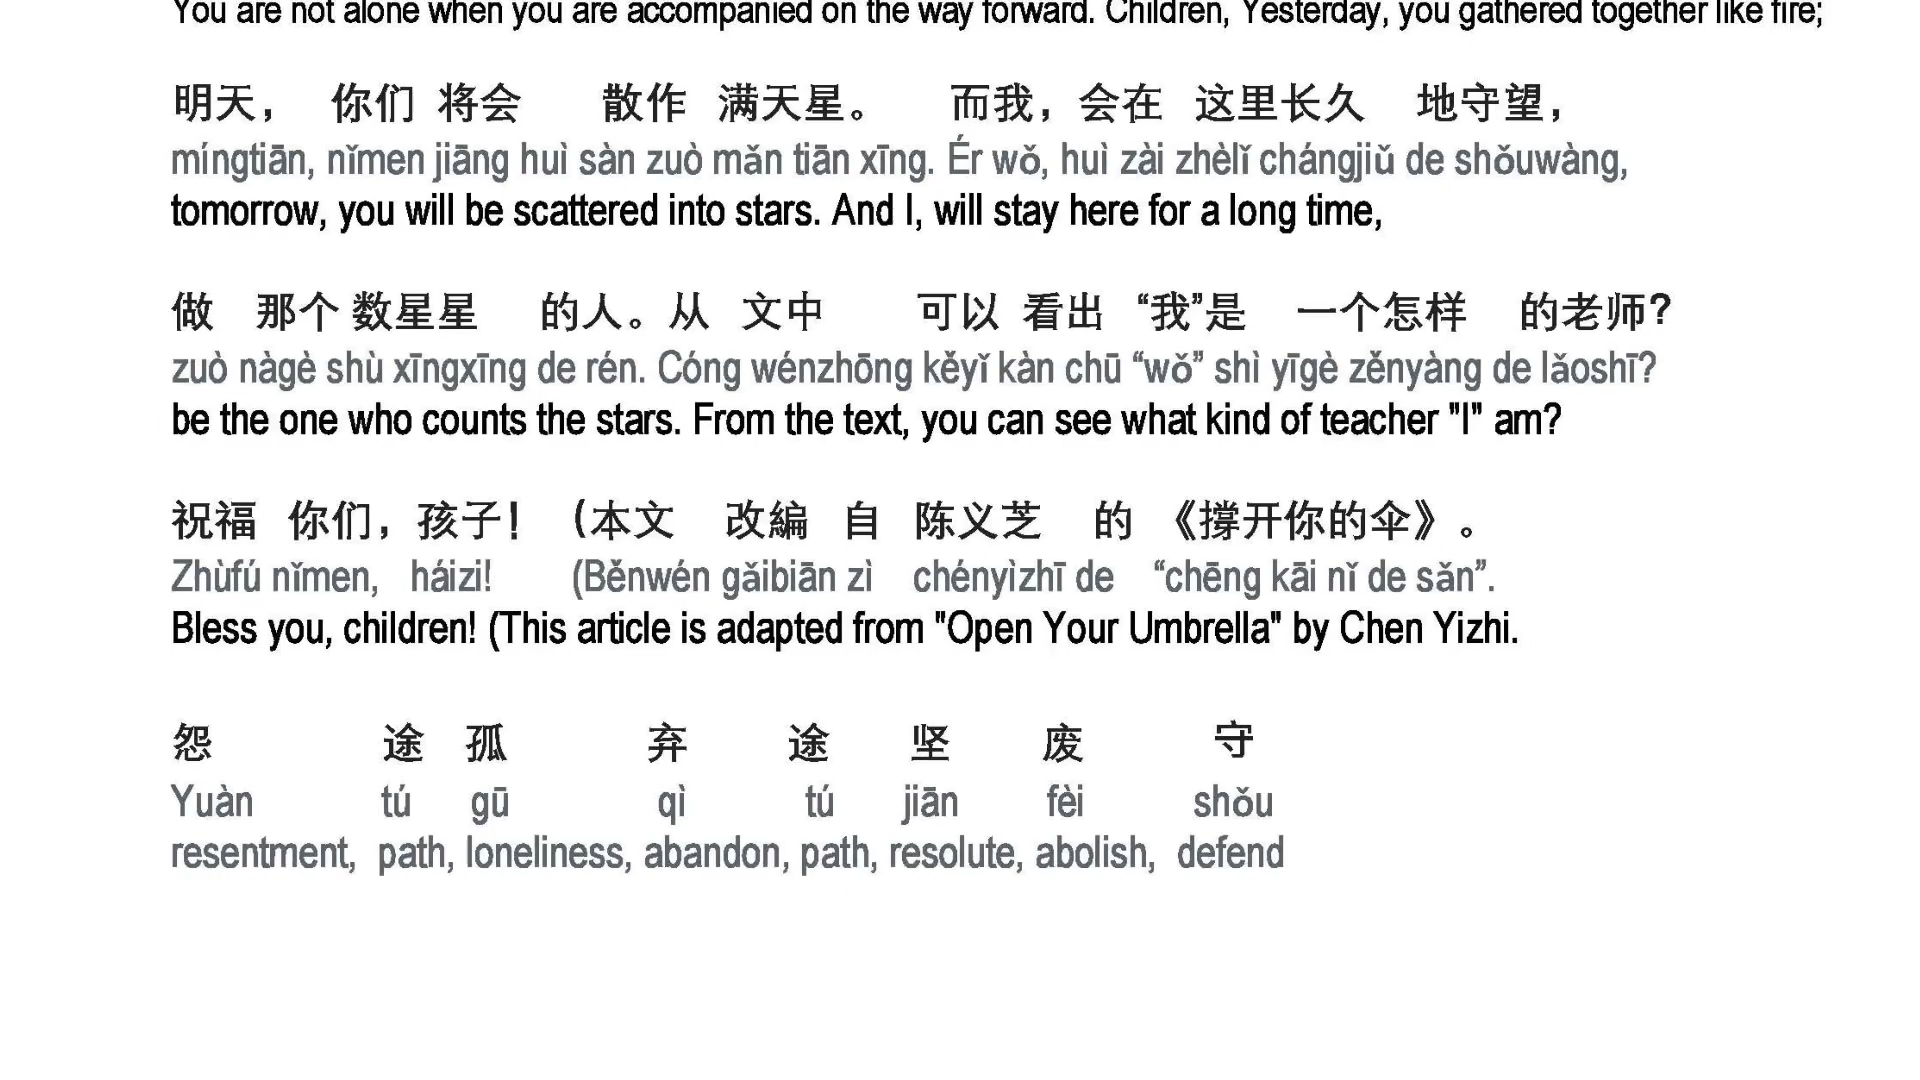 You are not alone when you are accompanied on the way forward. Children, Yesterday, you gathered together like fire;
明天， 你们 将会 散作 满天星。 而我，会在 这里长久 地守望，
míngtiān, nǐmen jiāng huì sàn zuò mǎn tiān xīng. Ér wǒ, huì zài zhèlǐ chángjiǔ de shǒuwàng,
tomorrow, you will be scattered into stars. And I, will stay here for a long time,
做 那个 数星星 的人。从 文中 可以 看出 “我”是 一个怎样 的老师？
zuò nàgè shù xīngxīng de rén. Cóng wénzhōng kěyǐ kàn chū “wǒ” shì yīgè zěnyàng de lǎoshī?
be the one who counts the stars. From the text, you can see what kind of teacher "I" am?
祝福 你们，孩子！ （本文 改編 自 陈义芝 的 《撐开你的伞》。
Zhùfú nǐmen, háizi! (Běnwén gǎibiān zì chényìzhī de “chēng kāi nǐ de sǎn”.
Bless you, children! (This article is adapted from "Open Your Umbrella" by Chen Yizhi.
怨 途 孤 弃 途 坚 废 守
Yuàn tú gū qì tú jiān fèi shǒu
resentment, path, loneliness, abandon, path, resolute, abolish, defend